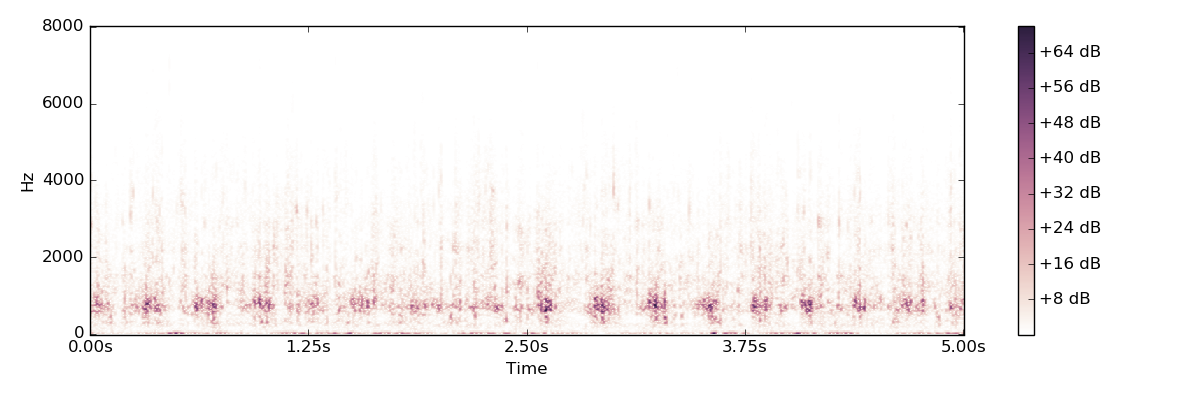 8000
6000
4000
2000
0
Hz
0.00s 1.25s 2.50s 3.75s 5.00s
Time
+64 dB
+56 dB
+48 dB
+40 dB
+32 dB
+24 dB
+16 dB
+8 dB